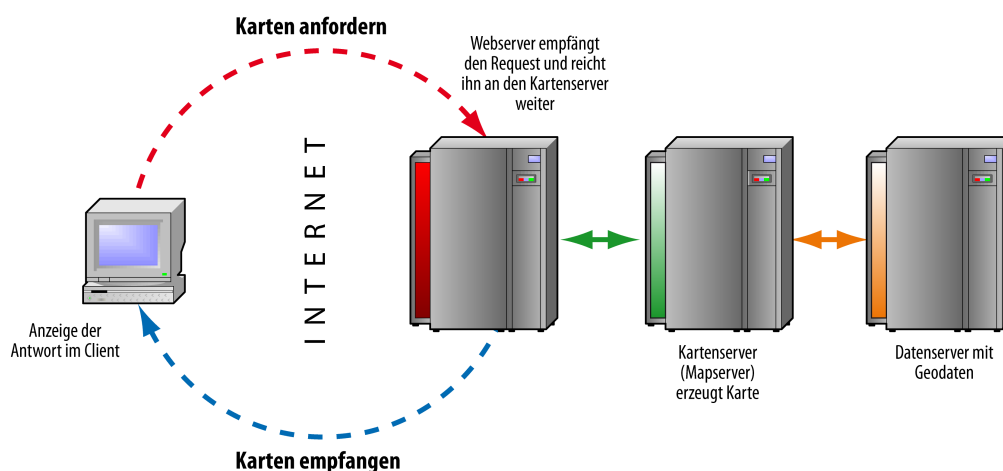 Karten anfordern
Webserver empfängt
den Request und reicht
ihn an den Kartenserver
weiter
INTERNET
Anzeige der
Antwort im Client
Kartenserver
(Mapserver)
erzeugt Karte
Datenserver mit
Geodaten
Karten empfangen